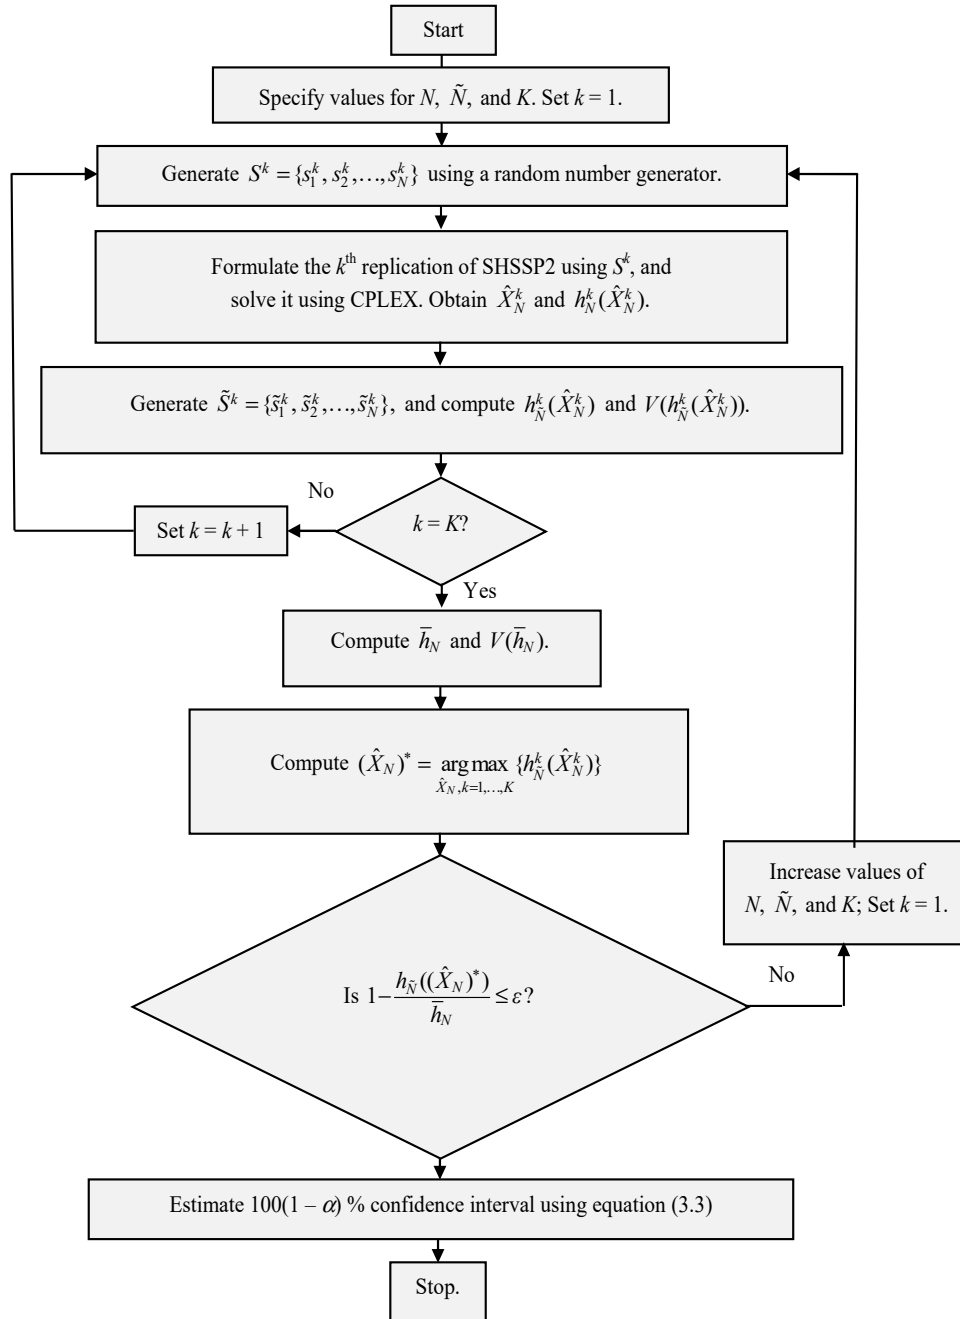 Start
Specify values for N, Ñ, and K. Set k = 1.
Generate S^k = {s_1^k, s_2^k,…,s_N^k} using a random number generator.
Formulate the k^th replication of SHSSP2 using S^k, and
solve it using CPLEX. Obtain X̂_N^k and h_N^k(X̂_N^k).
Generate S̃^k = {s̃_1^k, s̃_2^k,…,s̃_N^k}, and compute h_Ñ^k(X̂_N^k) and V(h_Ñ^k(X̂_N^k)).
No
k = K?
Set k = k + 1
Yes
Compute h̄_N and V(h̄_N).
Compute (X̂_N)^* = arg max {h_Ñ^k(X̂_N^k)}
X̂_N,k=1,…,K
Increase values of
N, Ñ, and K; Set k = 1.
No
Is 1 − h_Ñ((X̂_N)^*) / h̄_N ≤ ε?
Estimate 100(1 – α) % confidence interval using equation (3.3)
Stop.